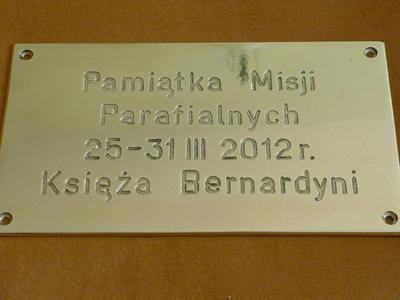 Pamiątka Misji
Parafialnych
25-31 III 2012 r.
Księża Bernardyni